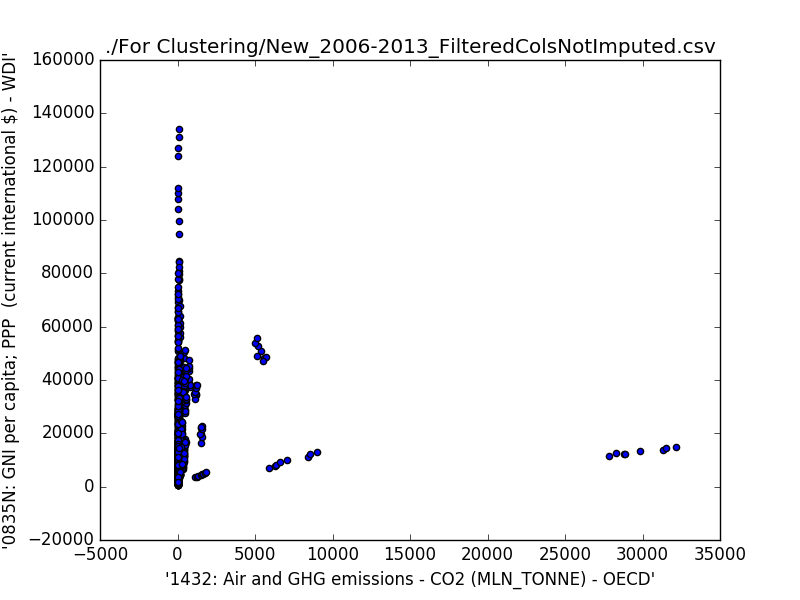 ./For Clustering/New_2006-2013_FilteredColsNotImputed.csv
160000
140000
120000
100000
80000
60000
40000
20000
0
−20000
'0835N: GNI per capita; PPP  (current international $) - WDI'
−5000 0 5000 10000 15000 20000 25000 30000 35000
'1432: Air and GHG emissions - CO2 (MLN_TONNE) - OECD'